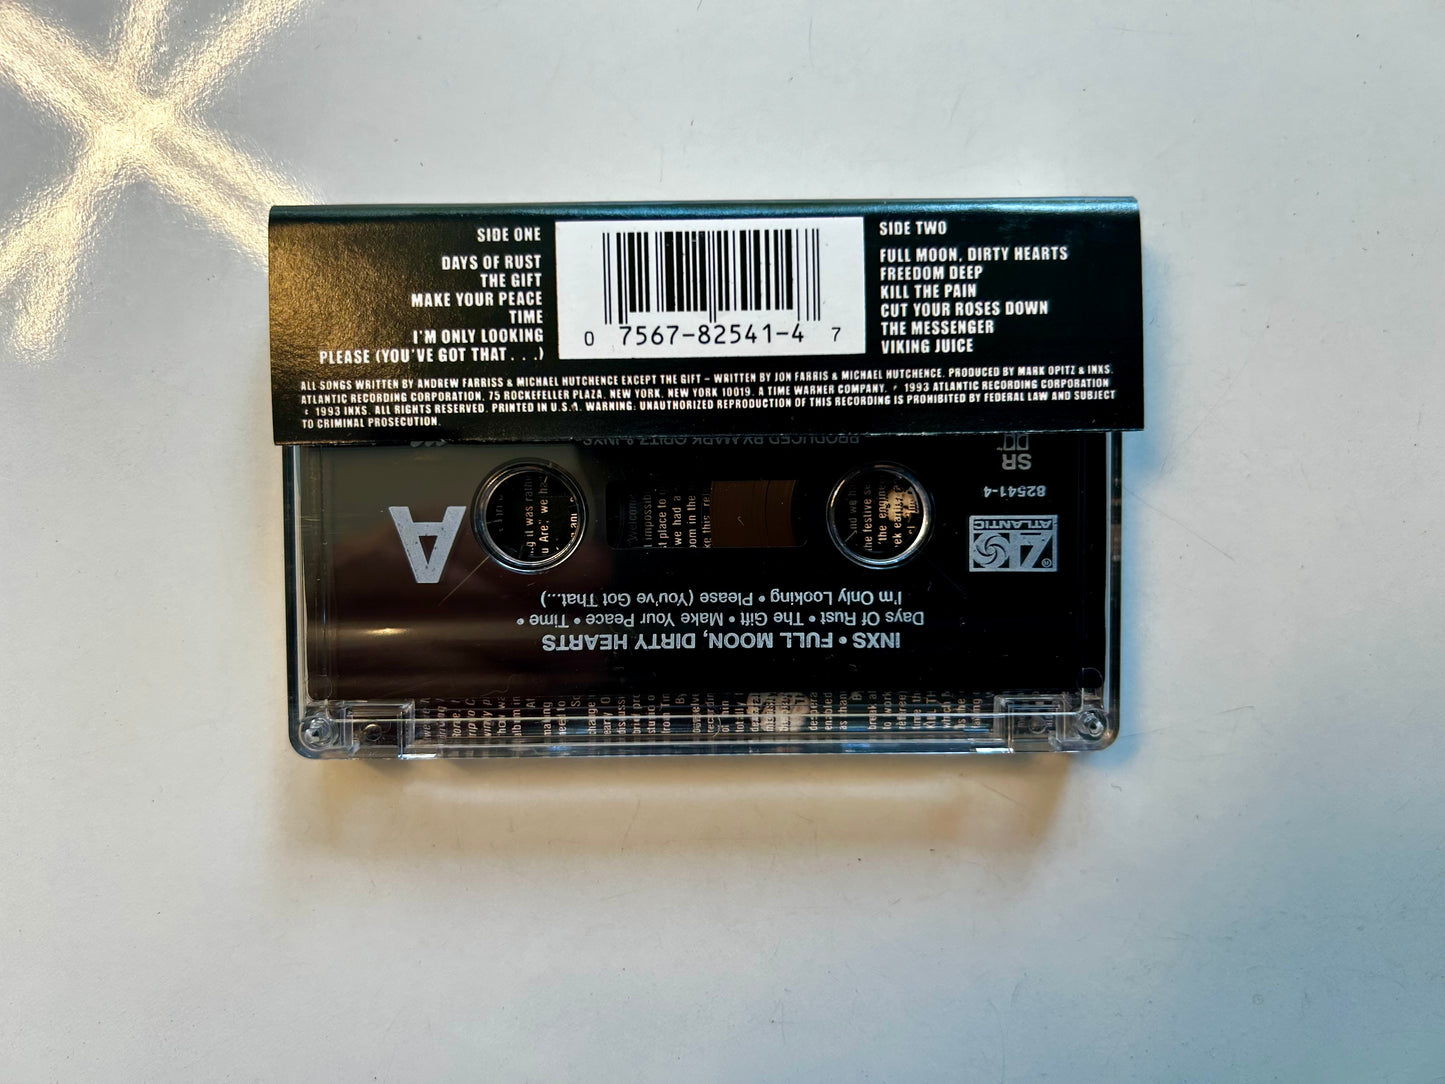 SIDE ONE
DAYS OF RUST
THE GIFT
MAKE YOUR PEACE
TIME
I'M ONLY LOOKING
PLEASE (YOU'VE GOT THAT . . .)
0 7567-82541-4 7
SIDE TWO
FULL MOON, DIRTY HEARTS
FREEDOM DEEP
KILL THE PAIN
CUT YOUR ROSES DOWN
THE MESSENGER
VIKING JUICE
ALL SONGS WRITTEN BY ANDREW FARRISS & MICHAEL HUTCHENCE EXCEPT THE GIFT – WRITTEN BY JON FARRIS & MICHAEL HUTCHENCE. PRODUCED BY MARK OPITZ & INXS.
ATLANTIC RECORDING CORPORATION, 75 ROCKEFELLER PLAZA, NEW YORK, NEW YORK 10019. A TIME WARNER COMPANY. ℗ 1993 ATLANTIC RECORDING CORPORATION
© 1993 INXS. ALL RIGHTS RESERVED. PRINTED IN U.S.A. WARNING: UNAUTHORIZED REPRODUCTION OF THIS RECORDING IS PROHIBITED BY FEDERAL LAW AND SUBJECT
TO CRIMINAL PROSECUTION.
INXS • FULL MOON, DIRTY HEARTS
Days Of Rust • The Gift • Make Your Peace • Time •
I'm Only Looking • Please (You've Got That...)
A
ATLANTIC
82541-4
SR
PRODUCED BY MARK OPITZ & INXS